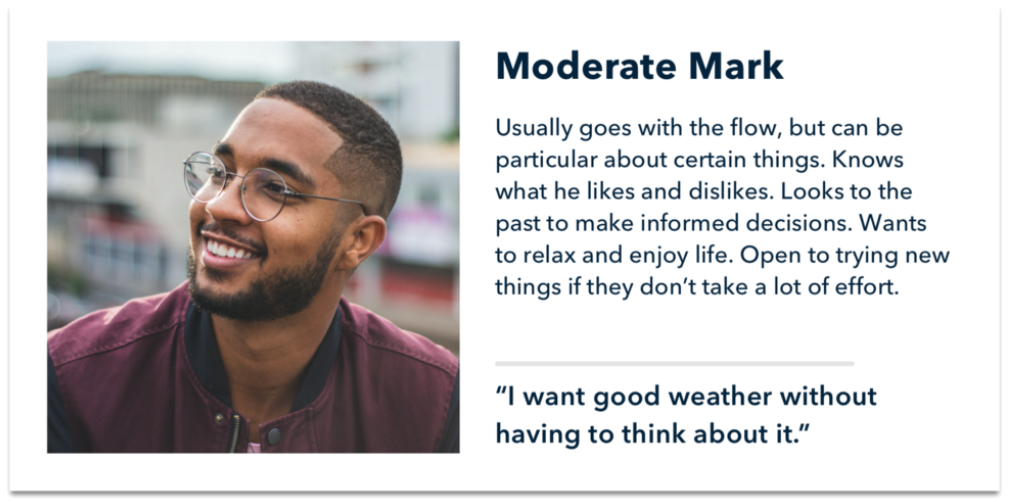 Moderate Mark
Usually goes with the flow, but can be
particular about certain things. Knows
what he likes and dislikes. Looks to the
past to make informed decisions. Wants
to relax and enjoy life. Open to trying new
things if they don’t take a lot of effort.
“I want good weather without
having to think about it.”